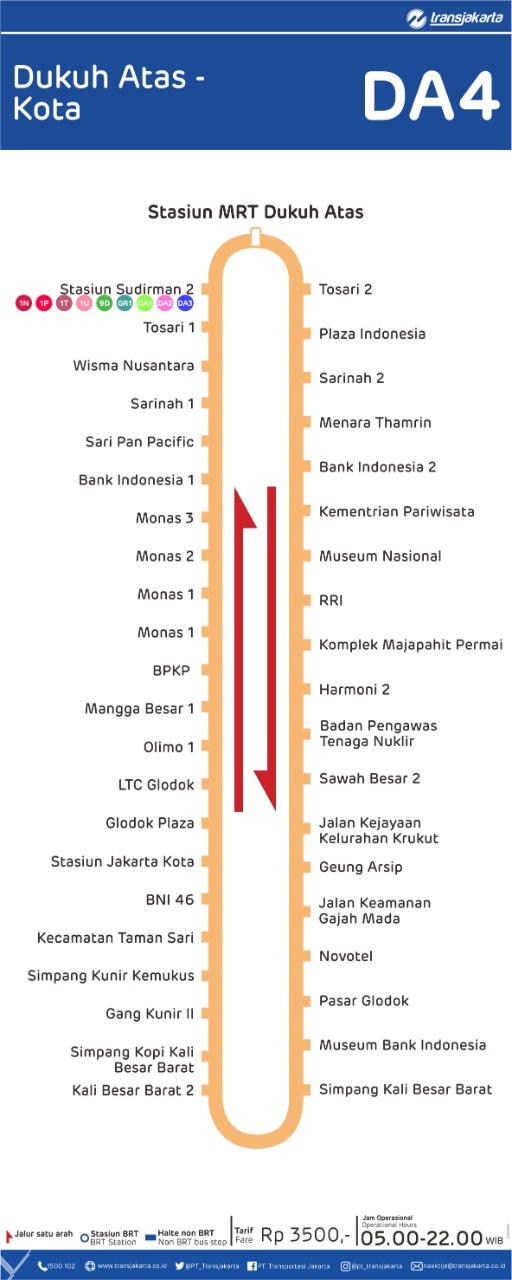 transjakarta
Dukuh Atas -
Kota
DA4
Stasiun MRT Dukuh Atas
Stasiun Sudirman 2
1N 1P 1T 1U 9D GR1 DA1 DA2 DA3
Tosari 1
Wisma Nusantara
Sarinah 1
Sari Pan Pacific
Bank Indonesia 1
Monas 3
Monas 2
Monas 1
Monas 1
BPKP
Mangga Besar 1
Olimo 1
LTC Glodok
Glodok Plaza
Stasiun Jakarta Kota
BNI 46
Kecamatan Taman Sari
Simpang Kunir Kemukus
Gang Kunir II
Simpang Kopi Kali
Besar Barat
Kali Besar Barat 2
Tosari 2
Plaza Indonesia
Sarinah 2
Menara Thamrin
Bank Indonesia 2
Kementrian Pariwisata
Museum Nasional
RRI
Komplek Majapahit Permai
Harmoni 2
Badan Pengawas
Tenaga Nuklir
Sawah Besar 2
Jalan Kejayaan
Kelurahan Krukut
Geung Arsip
Jalan Keamanan
Gajah Mada
Novotel
Pasar Glodok
Museum Bank Indonesia
Simpang Kali Besar Barat
Jalur satu arah
Stasiun BRT
BRT Station
Halte non BRT
Non BRT bus stop
Tarif
Fare
Rp 3500,-
Jam Operasional
Operational Hours
05.00-22.00 WIB
1500 102 www.transjakarta.co.id @PT_Transjakarta PT Transportasi Jakarta @pt_transjakarta naektije@transjakarta.co.id